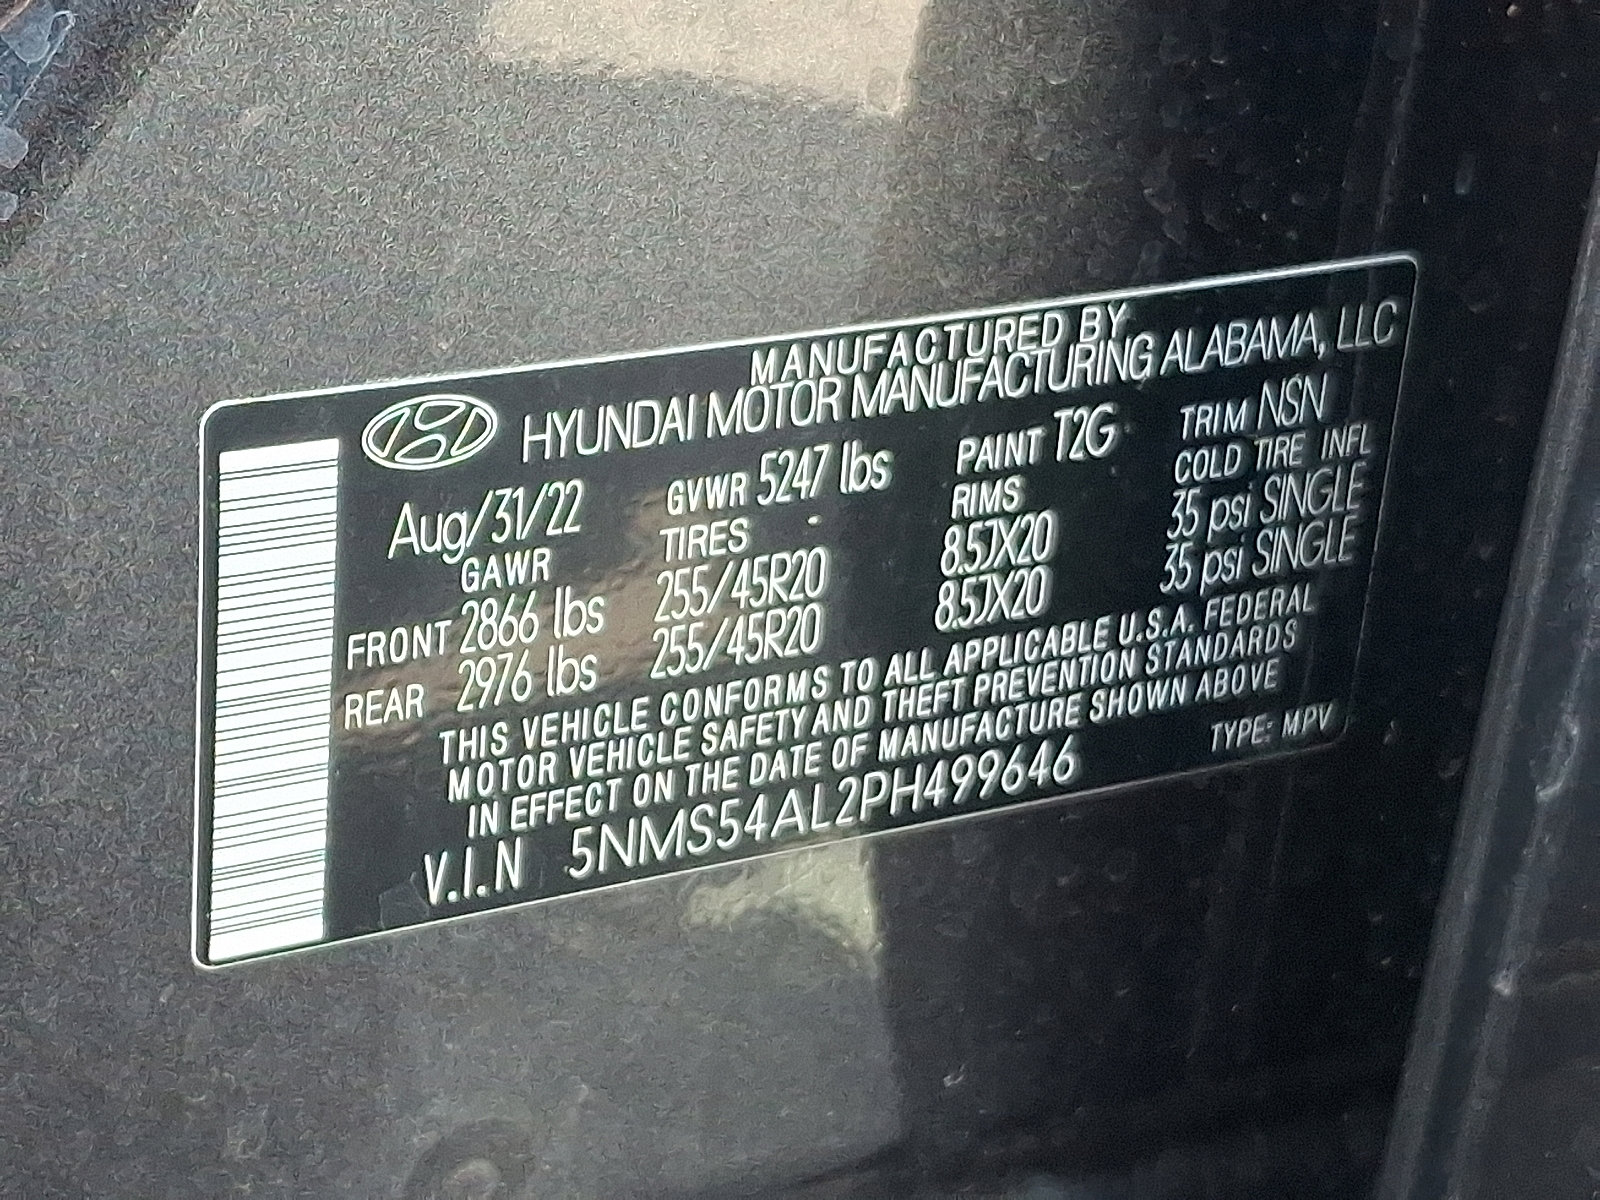 MANUFACTURED BY
HYUNDAI MOTOR MANUFACTURING ALABAMA, LLC
Aug/31/22 GVWR 5247 lbs PAINT T2G TRIM NSN
GAWR TIRES RIMS COLD TIRE INFL
FRONT 2866 lbs 255/45R20 8.5JX20 35 psi SINGLE
REAR 2976 lbs 255/45R20 8.5JX20 35 psi SINGLE
THIS VEHICLE CONFORMS TO ALL APPLICABLE U.S.A. FEDERAL
MOTOR VEHICLE SAFETY AND THEFT PREVENTION STANDARDS
IN EFFECT ON THE DATE OF MANUFACTURE SHOWN ABOVE
V.I.N 5NMS54AL2PH499646 TYPE: MPV